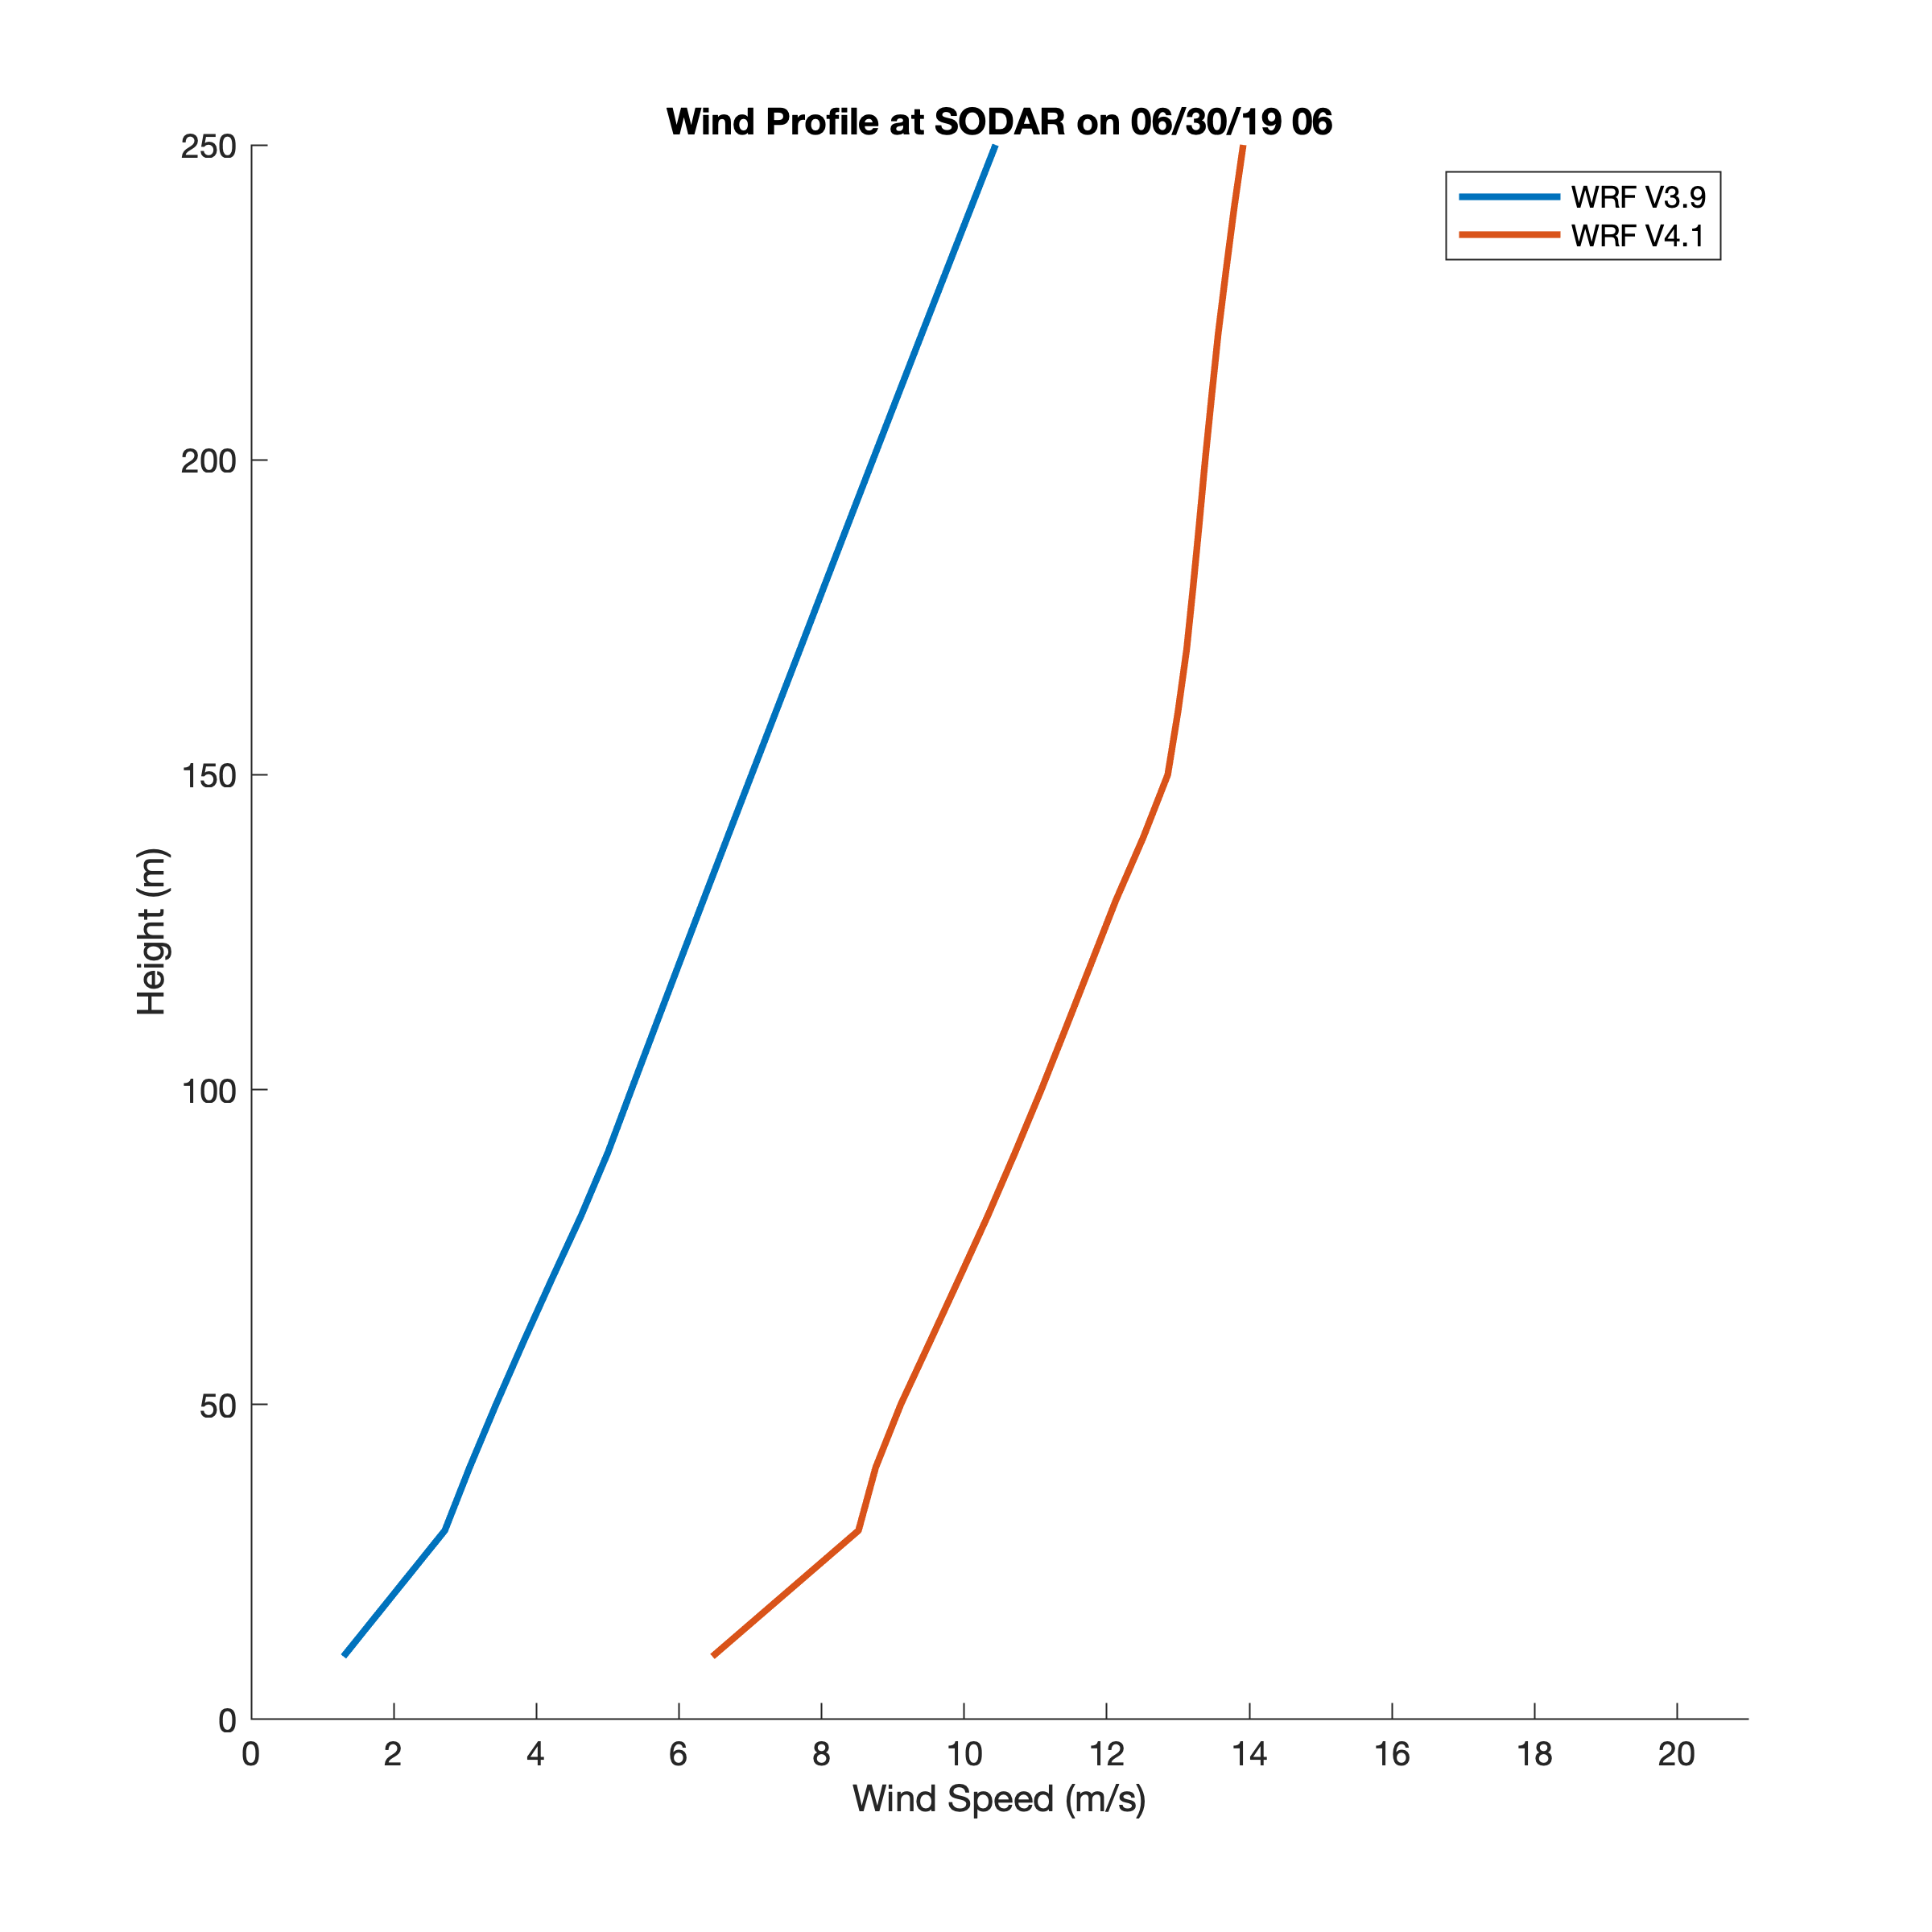 Wind Profile at SODAR on 06/30/19 06
WRF V3.9
WRF V4.1
250
200
150
100
50
0
Height (m)
0 2 4 6 8 10 12 14 16 18 20
Wind Speed (m/s)